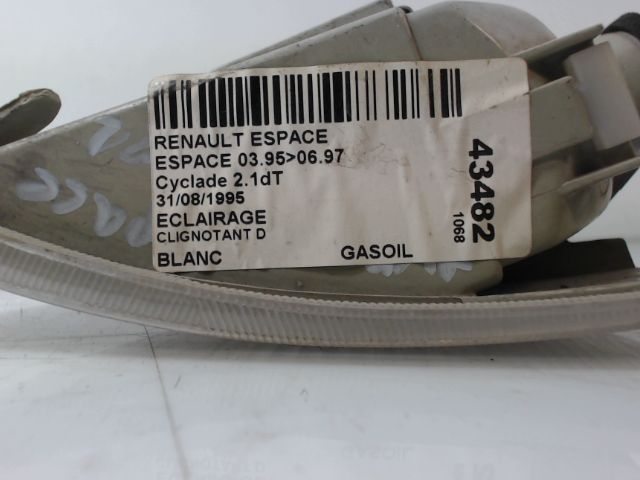 RENAULT ESPACE
ESPACE 03.95>06.97
Cyclade 2.1dT
31/08/1995
ECLAIRAGE
CLIGNOTANT D
BLANC GASOIL
43482
1068